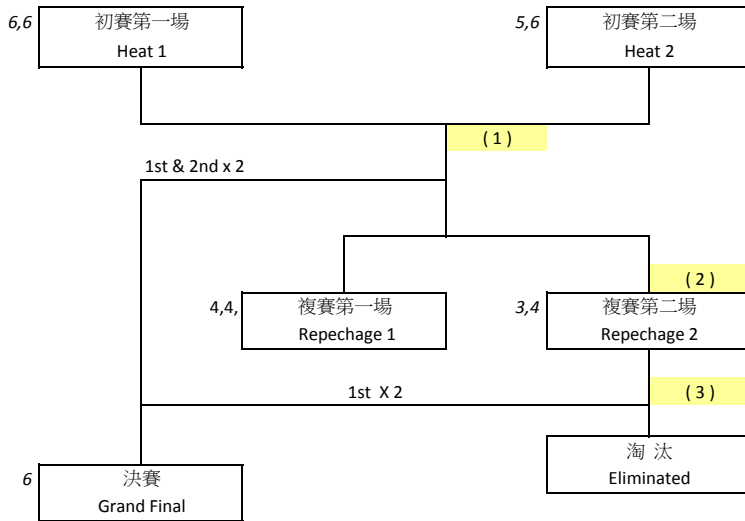 6,6
初賽第一場
Heat 1
5,6
初賽第二場
Heat 2
( 1 )
1st & 2nd x 2
( 2 )
4,4,
複賽第一場
Repechage 1
3,4
複賽第二場
Repechage 2
1st X 2
( 3 )
6
決賽
Grand Final
淘 汰
Eliminated